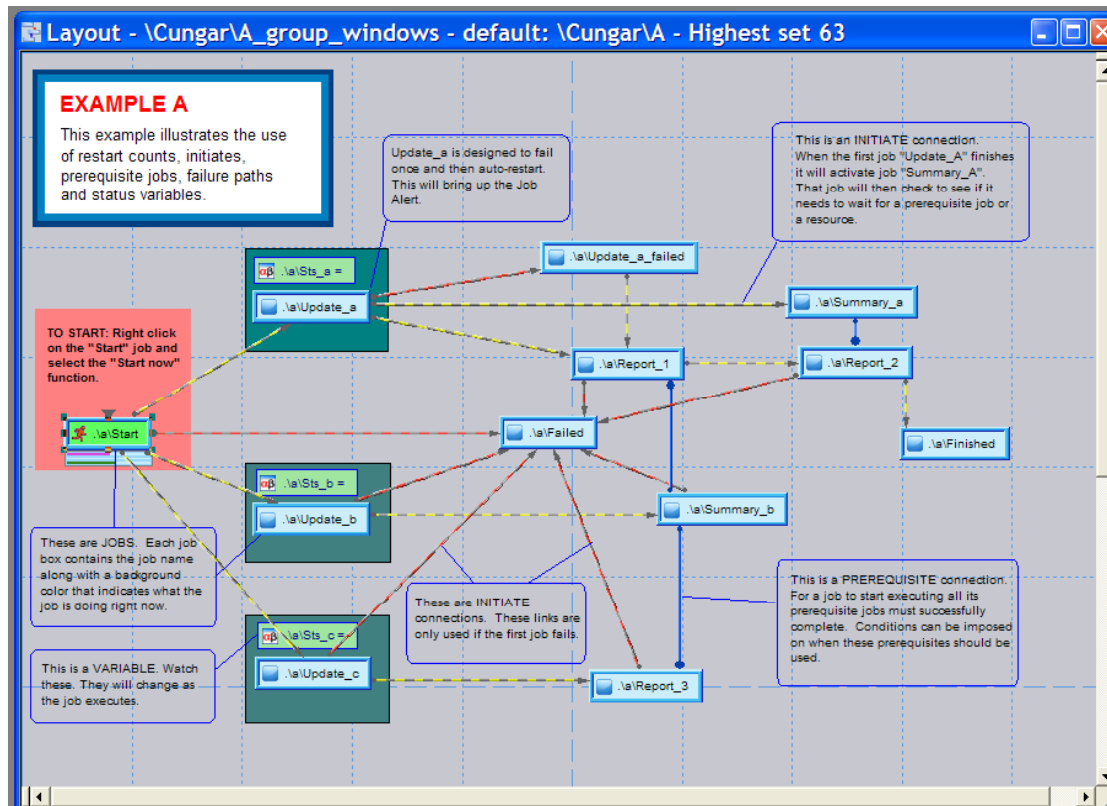 Layout - \Cungar\A_group_windows - default: \Cungar\A - Highest set 63
EXAMPLE A
This example illustrates the use
of restart counts, initiates,
prerequisite jobs, failure paths
and status variables.
Update_a is designed to fail
once and then auto-restart.
This will bring up the Job
Alert.
This is an INITIATE connection.
When the first job "Update_A" finishes
it will activate job "Summary_A".
That job will then check to see if it
needs to wait for a prerequisite job or
a resource.
.\a\Update_a_failed
αβ .\a\Sts_a =
.\a\Update_a
.\a\Summary_a
TO START: Right click
on the "Start" job and
select the "Start now"
function.
.\a\Report_1
.\a\Report_2
.\a\Start
.\a\Failed
.\a\Finished
αβ .\a\Sts_b =
.\a\Update_b
.\a\Summary_b
These are JOBS. Each job
box contains the job name
along with a background
color that indicates what the
job is doing right now.
These are INITIATE
connections. These links are
only used if the first job fails.
This is a PREREQUISITE connection.
For a job to start executing all its
prerequisite jobs must successfully
complete. Conditions can be imposed
on when these prerequisites should be
used.
αβ .\a\Sts_c =
.\a\Update_c
.\a\Report_3
This is a VARIABLE. Watch
these. They will change as
the job executes.